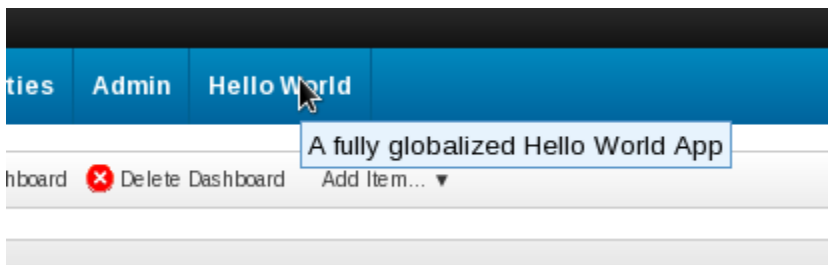 ties Admin Hello World
A fully globalized Hello World App
hboard Delete Dashboard Add Item... ▼